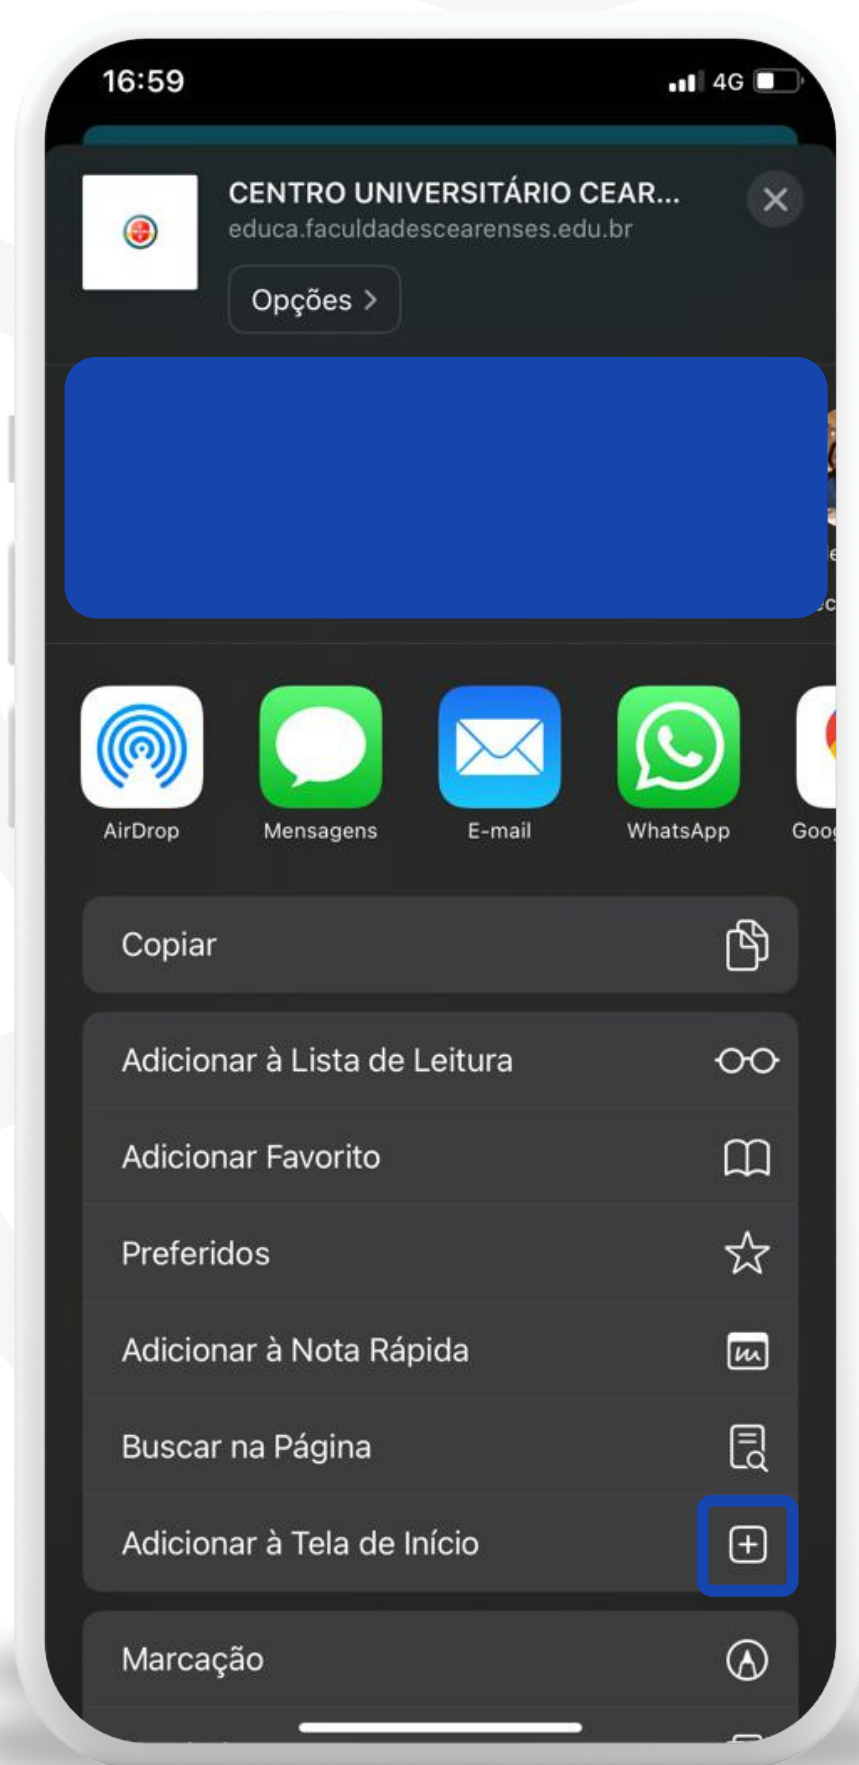 16:59
4G
CENTRO UNIVERSITÁRIO CEAR...
educa.faculdadescearenses.edu.br
Opções >
AirDrop
Mensagens
E-mail
WhatsApp
Copiar
Adicionar à Lista de Leitura
Adicionar Favorito
Preferidos
Adicionar à Nota Rápida
Buscar na Página
Adicionar à Tela de Início
Marcação